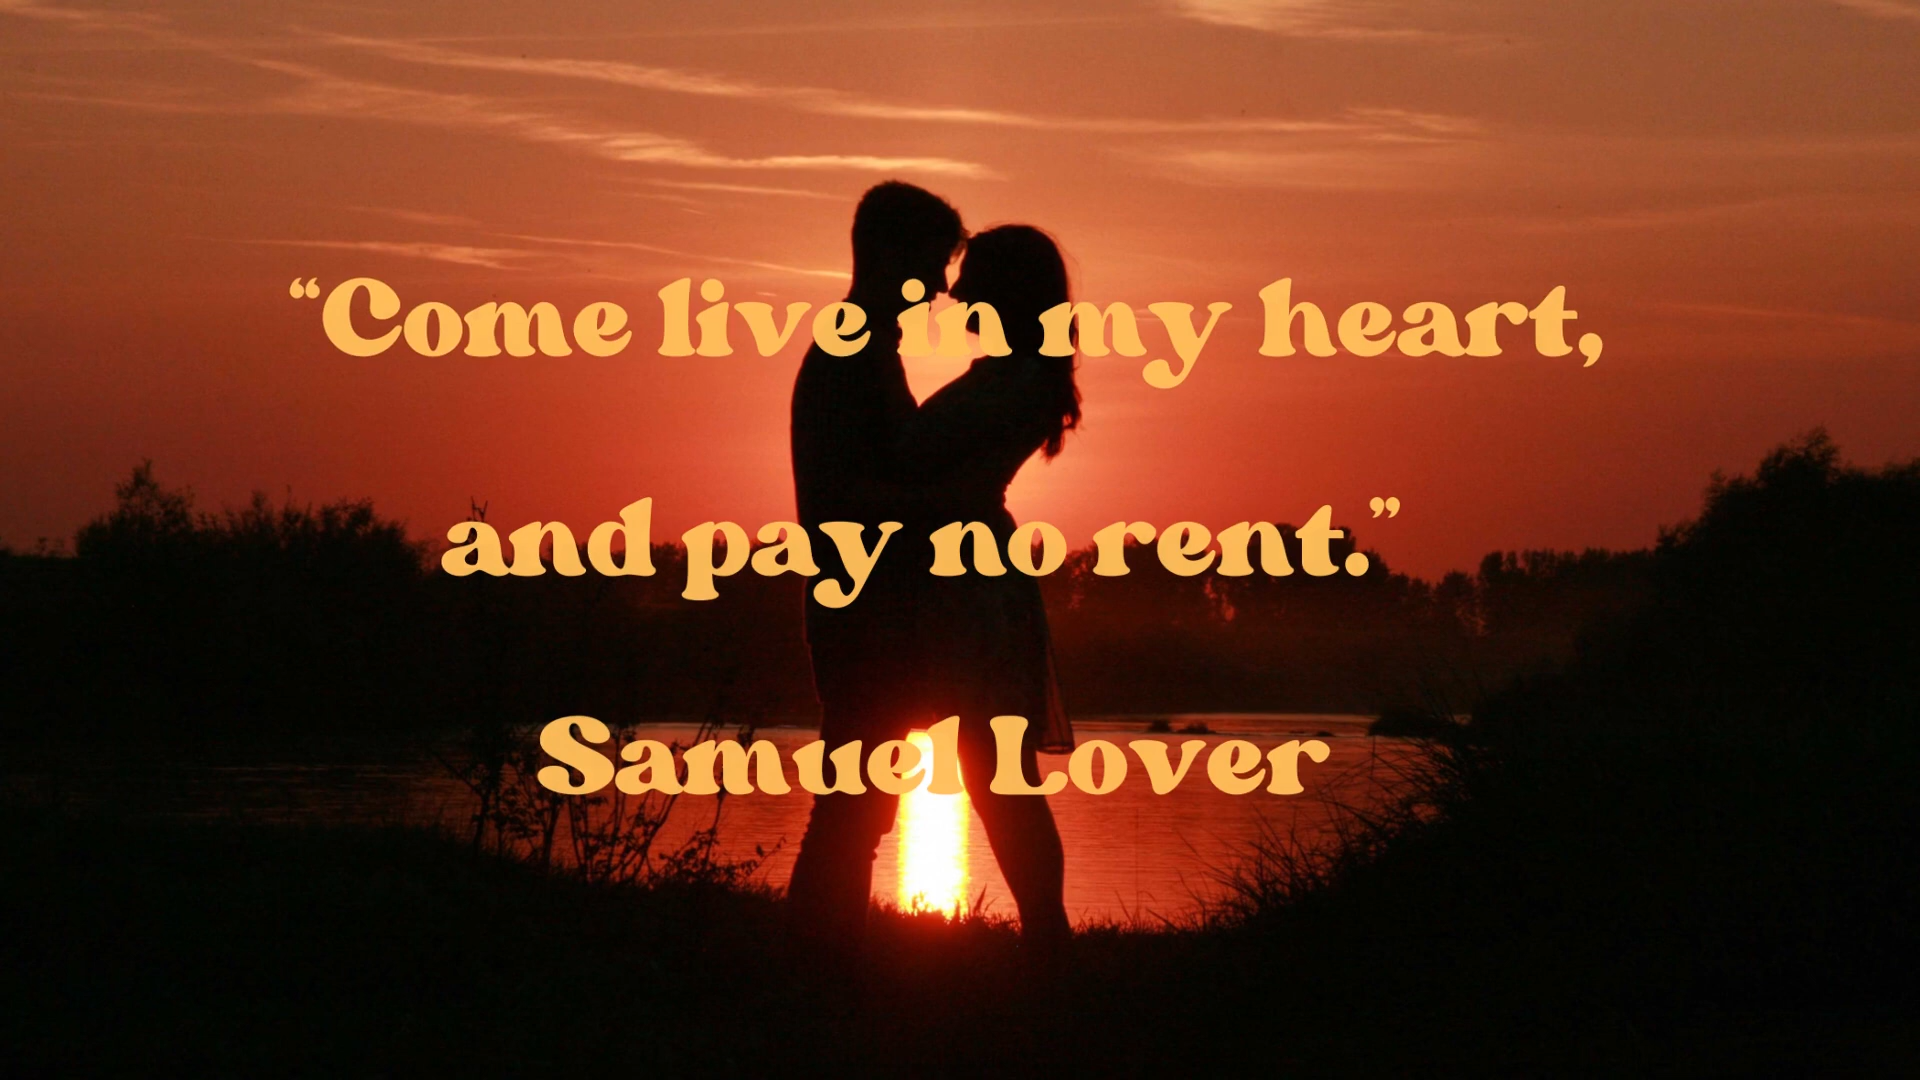 “Come live in my heart,
and pay no rent.”
Samuel Lover